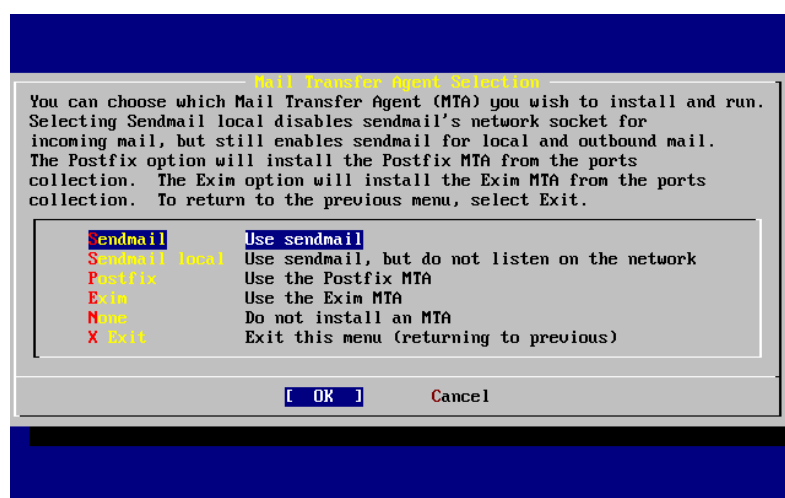 Mail Transfer Agent Selection
You can choose which Mail Transfer Agent (MTA) you wish to install and run.
Selecting Sendmail local disables sendmail's network socket for
incoming mail, but still enables sendmail for local and outbound mail.
The Postfix option will install the Postfix MTA from the ports
collection.  The Exim option will install the Exim MTA from the ports
collection.  To return to the previous menu, select Exit.
Sendmail Use sendmail
Sendmail local Use sendmail, but do not listen on the network
Postfix Use the Postfix MTA
Exim Use the Exim MTA
None Do not install an MTA
X Exit Exit this menu (returning to previous)
[ OK ] Cancel